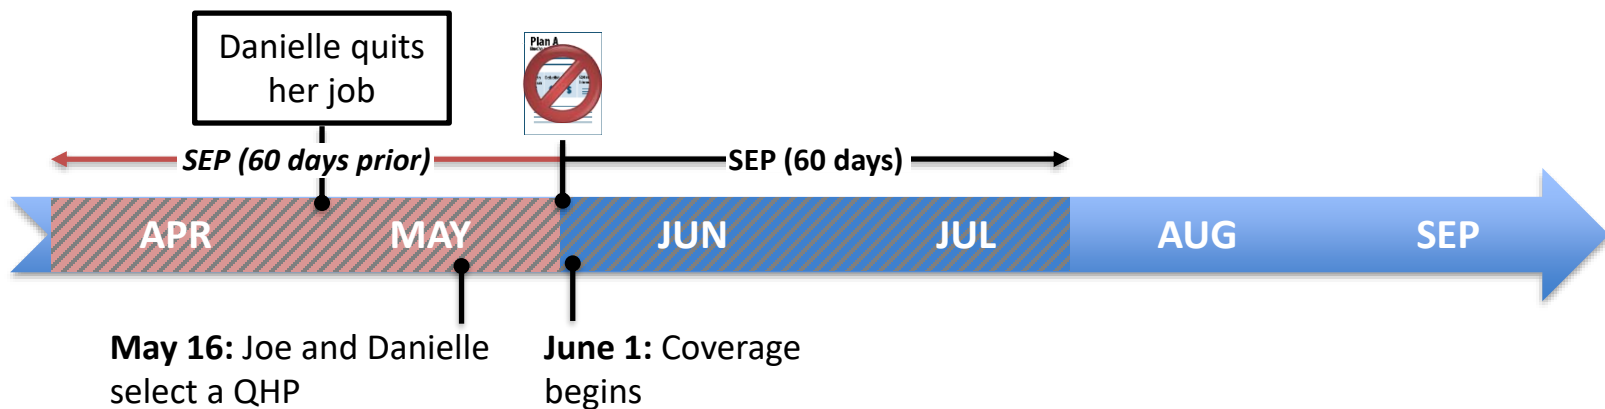 Danielle quits
her job
Plan A
SEP (60 days prior)
SEP (60 days)
APR
MAY
JUN
JUL
AUG
SEP
May 16: Joe and Danielle
select a QHP
June 1: Coverage
begins